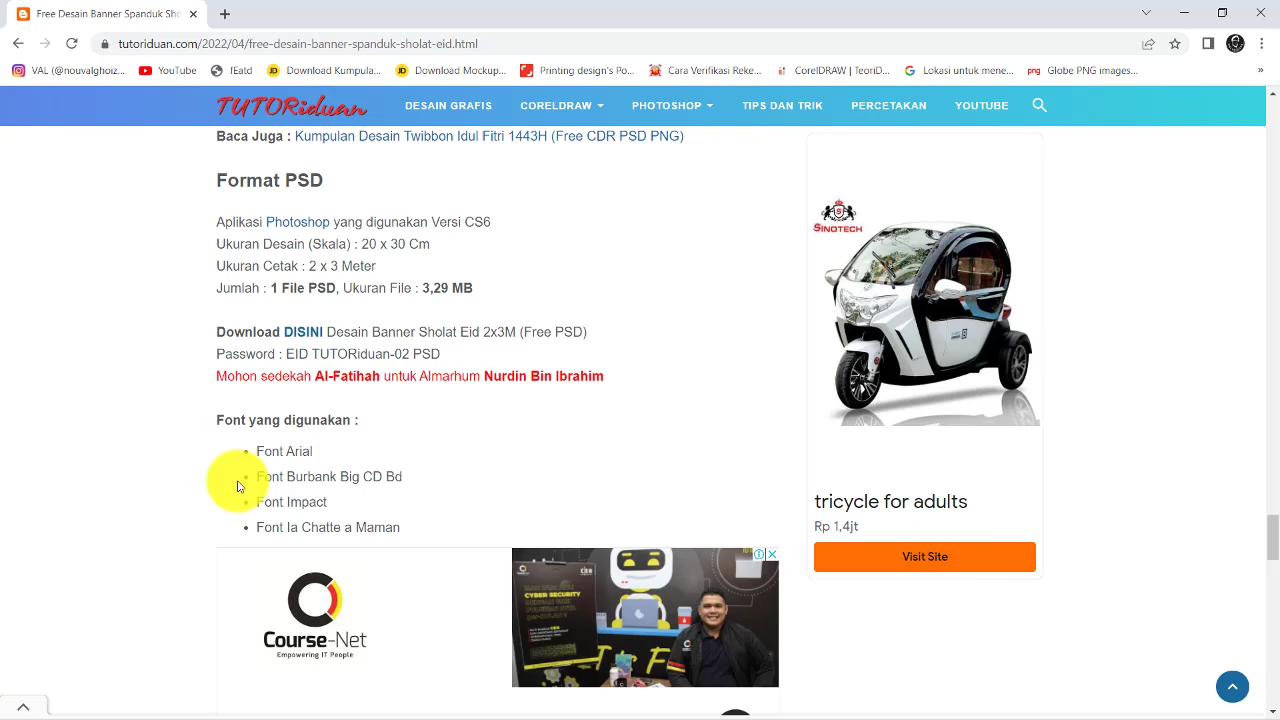 Free Desain Banner Spanduk Sho
tutoriduan.com/2022/04/free-desain-banner-spanduk-sholat-eid.html
VAL (@nouvalghoiz...
YouTube
fEatd
Download Kumpula...
Download Mockup...
Printing design's Po...
Cara Verifikasi Reke...
CorelDRAW | TeoriD...
Lokasi untuk mene...
png Globe PNG images...
»
TUTORiduan
DESAIN GRAFIS
CORELDRAW
PHOTOSHOP
TIPS DAN TRIK
PERCETAKAN
YOUTUBE
Baca Juga : Kumpulan Desain Twibbon Idul Fitri 1443H (Free CDR PSD PNG)
Format PSD
Aplikasi Photoshop yang digunakan Versi CS6
Ukuran Desain (Skala) : 20 x 30 Cm
Ukuran Cetak : 2 x 3 Meter
Jumlah : 1 File PSD, Ukuran File : 3,29 MB
Download DISINI Desain Banner Sholat Eid 2x3M (Free PSD)
Password : EID TUTORiduan-02 PSD
Mohon sedekah Al-Fatihah untuk Almarhum Nurdin Bin Ibrahim
Font yang digunakan :
Font Arial
Font Burbank Big CD Bd
Font Impact
Font Ia Chatte a Maman
SINOTECH
tricycle for adults
Rp 1,4jt
Visit Site
Course-Net
Empowering IT People
CYBER SECURITY